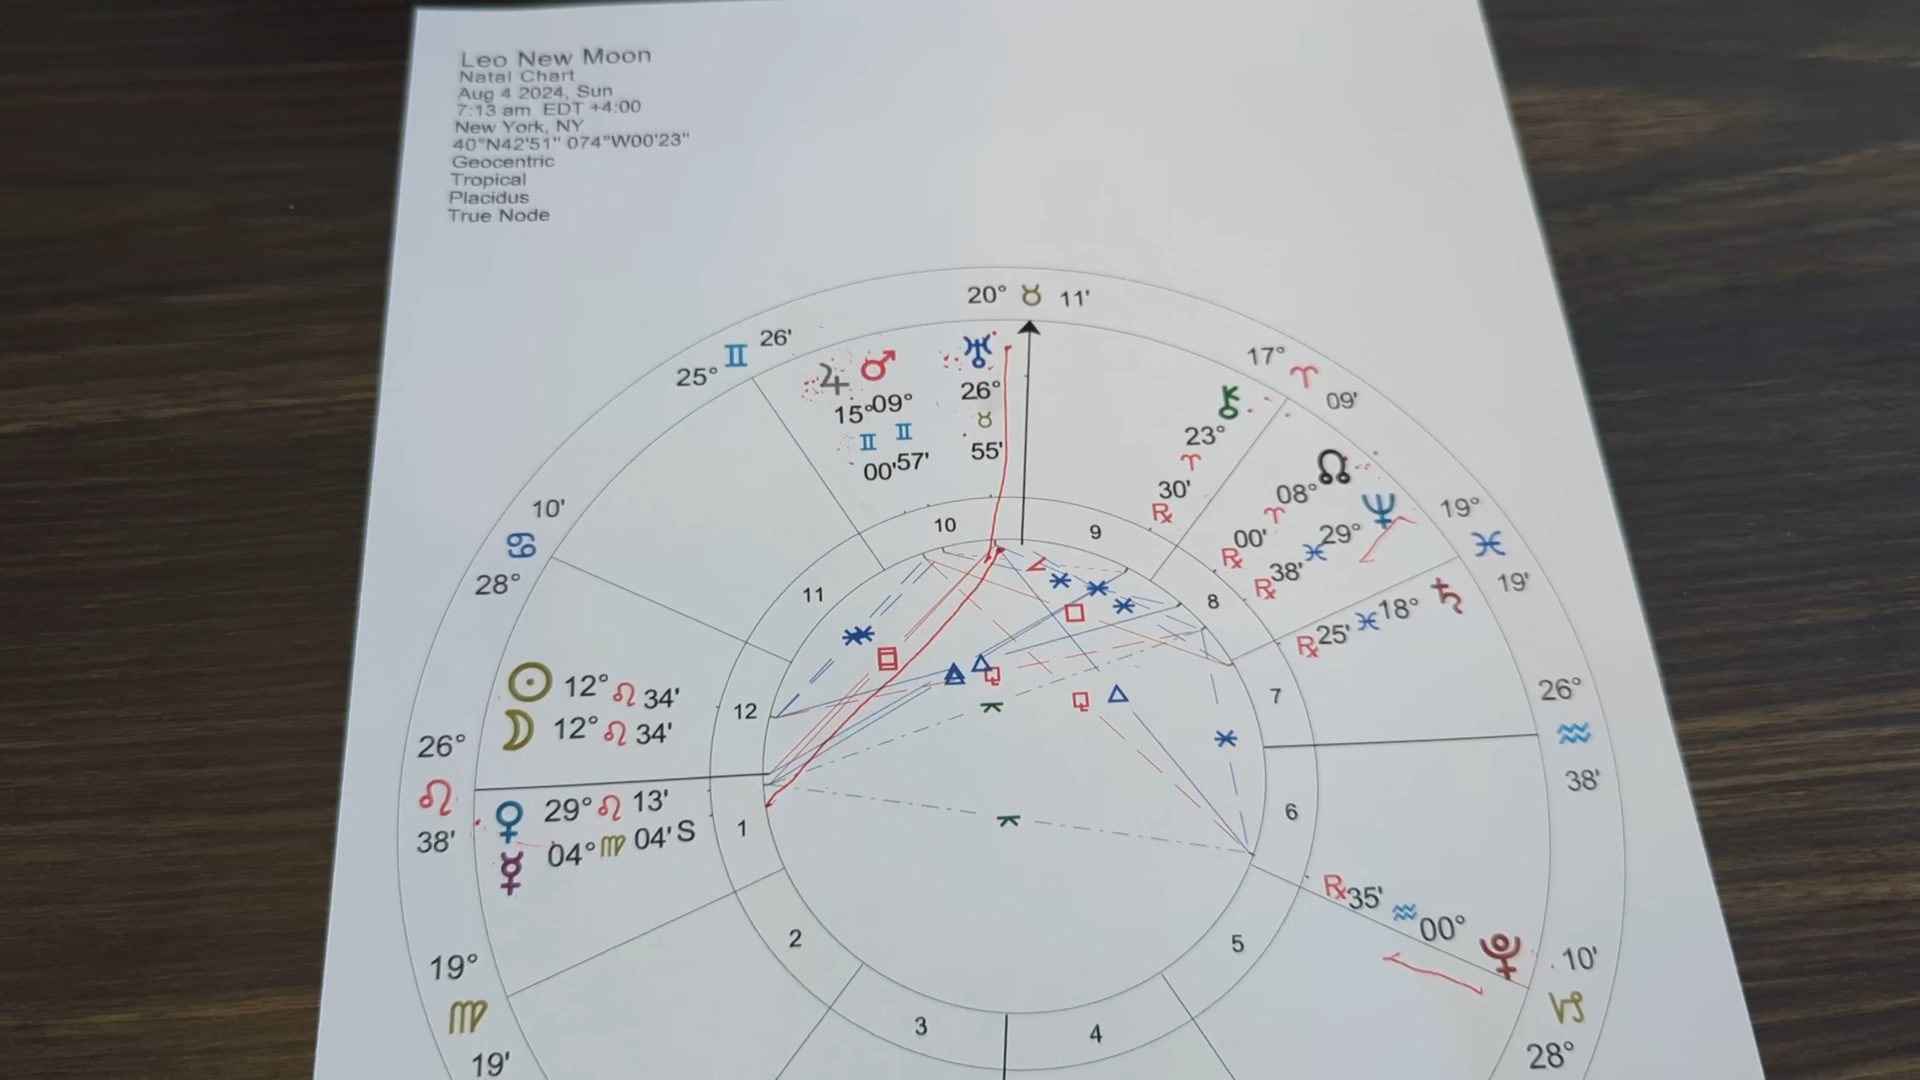 Leo New Moon
Natal Chart
Aug 4 2024, Sun
7:13 am EDT +4:00
New York, NY
40°N42'51" 074°W00'23"
Geocentric
Tropical
Placidus
True Node
20° ♉ 11'
25° ♊ 26'
17° ♈ 09'
♃ ♂ ♅ ⚷
15° 09° 26° 23°
♊ ♊ ♉ ♈
00' 57' 55' 30' ℞
☊ 08° ♈ 00' ℞
♆ 29° ♓ 38' ℞
19° ♓ 19'
♄ 18° ♓ 25' ℞
10' ♋ 28°
10 9
11 8
12 7
1 6
2 5
3 4
☉ 12° ♌ 34'
☽ 12° ♌ 34'
26° ♌ 38'
26° ♒ 38'
♀ 29° ♌ 13'
☿ 04° ♍ 04' S
℞ 35' ♒ 00° ♇
19° ♍ 19'
10' ♑ 28°